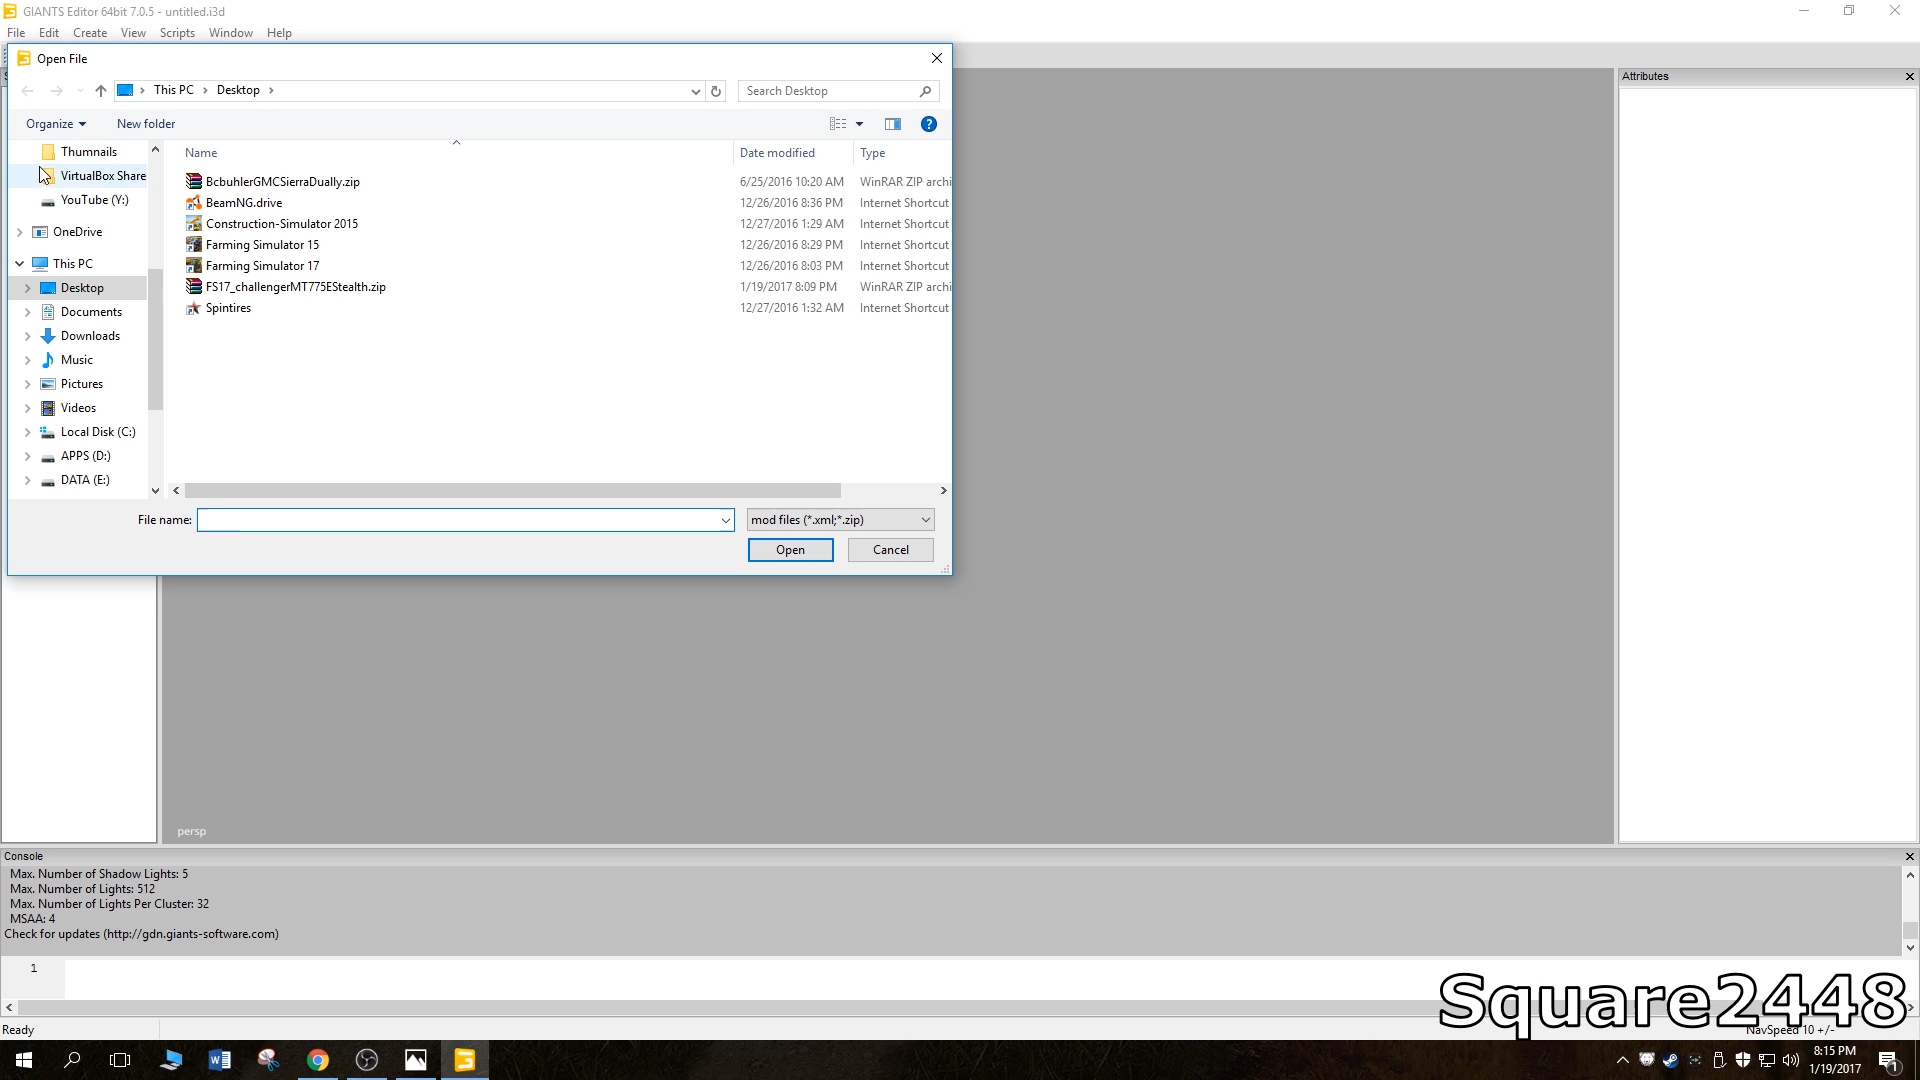 GIANTS Editor 64bit 7.0.5 - untitled.i3d
File Edit Create View Scripts Window Help
Open File
This PC Desktop
Search Desktop
Organize New folder
Name Date modified Type
Thumnails
VirtualBox Share
YouTube (Y:)
OneDrive
This PC
Desktop
Documents
Downloads
Music
Pictures
Videos
Local Disk (C:)
APPS (D:)
DATA (E:)
BcbuhlerGMCSierraDually.zip 6/25/2016 10:20 AM WinRAR ZIP archi
BeamNG.drive 12/26/2016 8:36 PM Internet Shortcut
Construction-Simulator 2015 12/27/2016 1:29 AM Internet Shortcut
Farming Simulator 15 12/26/2016 8:29 PM Internet Shortcut
Farming Simulator 17 12/26/2016 8:03 PM Internet Shortcut
FS17_challengerMT775EStealth.zip 1/19/2017 8:09 PM WinRAR ZIP archi
Spintires 12/27/2016 1:32 AM Internet Shortcut
File name: mod files (*.xml;*.zip)
Open Cancel
Attributes
persp
Console
Max. Number of Shadow Lights: 5
Max. Number of Lights: 512
Max. Number of Lights Per Cluster: 32
MSAA: 4
Check for updates (http://gdn.giants-software.com)
1
Square2448
Ready
NavSpeed 10 +/-
8:15 PM
1/19/2017
1